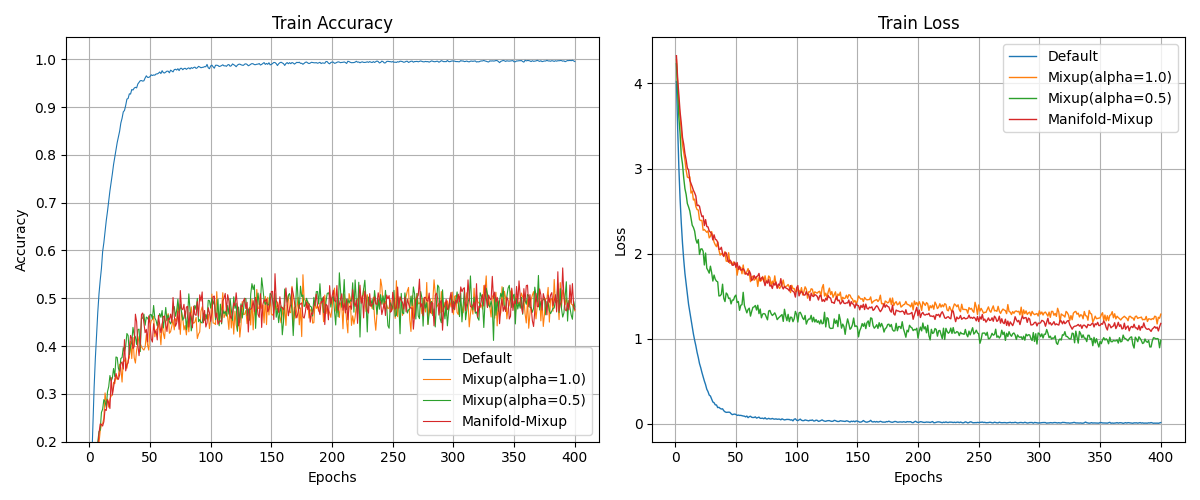 Train Accuracy
Accuracy
1.0
0.9
0.8
0.7
0.6
0.5
0.4
0.3
0.2
0 50 100 150 200 250 300 350 400
Epochs
Default
Mixup(alpha=1.0)
Mixup(alpha=0.5)
Manifold-Mixup
Train Loss
Loss
4
3
2
1
0
0 50 100 150 200 250 300 350 400
Epochs
Default
Mixup(alpha=1.0)
Mixup(alpha=0.5)
Manifold-Mixup